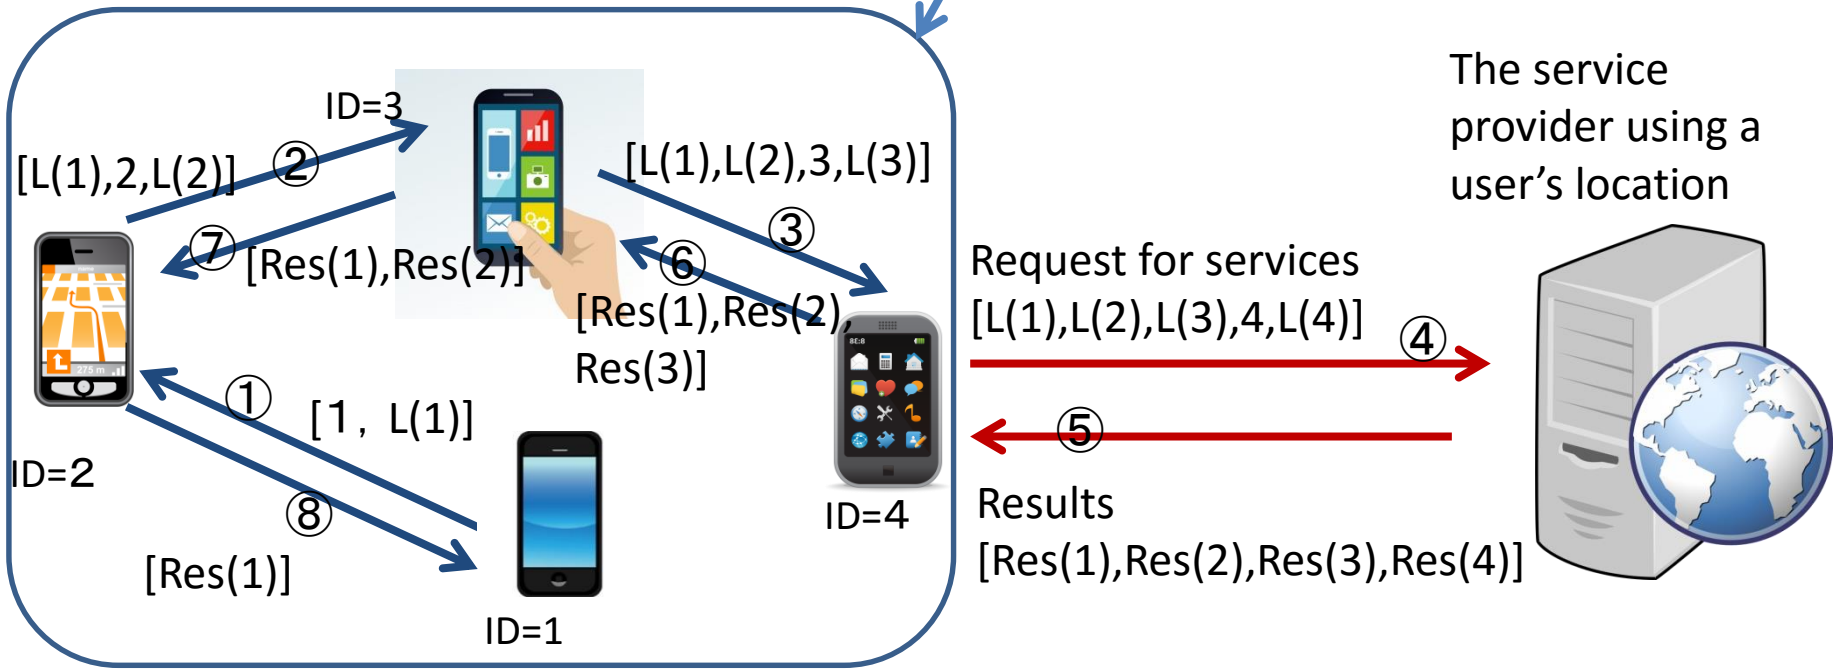 ID=3
[L(1),2,L(2)]
②
[L(1),L(2),3,L(3)]
③
⑦
[Res(1),Res(2)]
⑥
[Res(1),Res(2),
Res(3)]
①
[1, L(1)]
275 m
ID=2
⑧
[Res(1)]
ID=1
8:38
ID=4
The service
provider using a
user's location
Request for services
[L(1),L(2),L(3),4,L(4)]
④
⑤
Results
[Res(1),Res(2),Res(3),Res(4)]